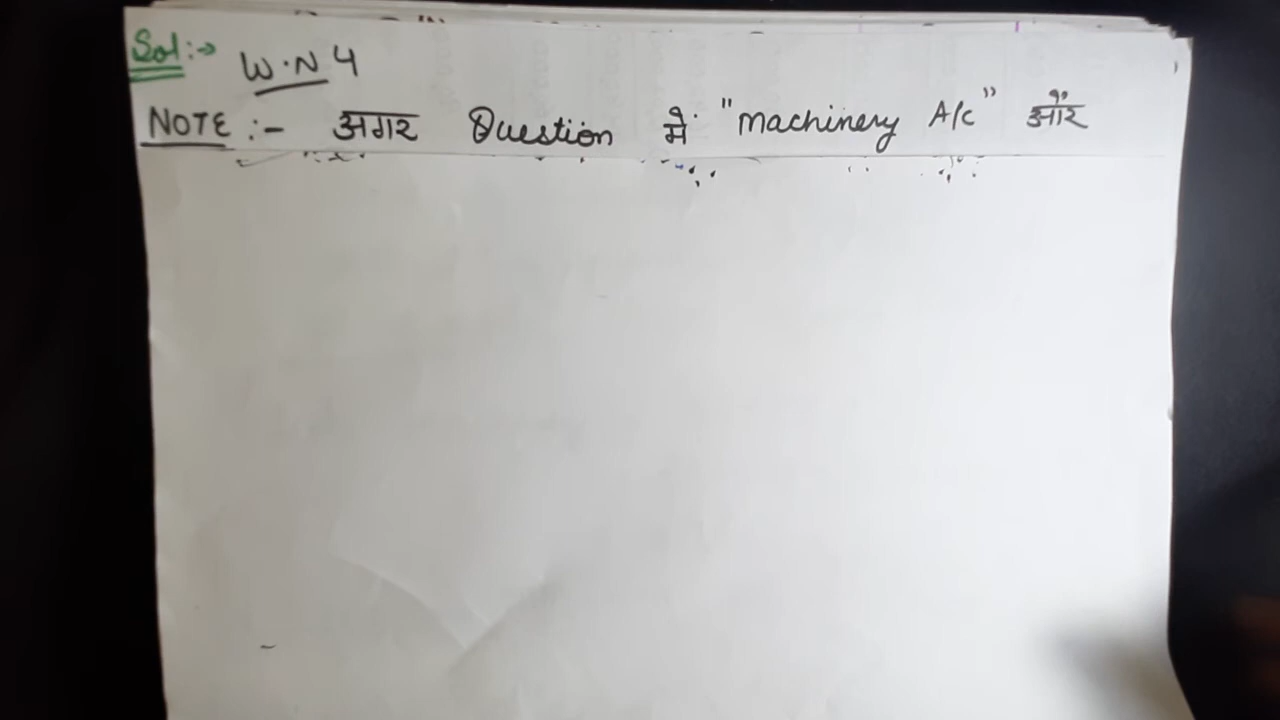 Sol:→ W.N 4
NOTE :- अगर Question में "Machinery A/c" और